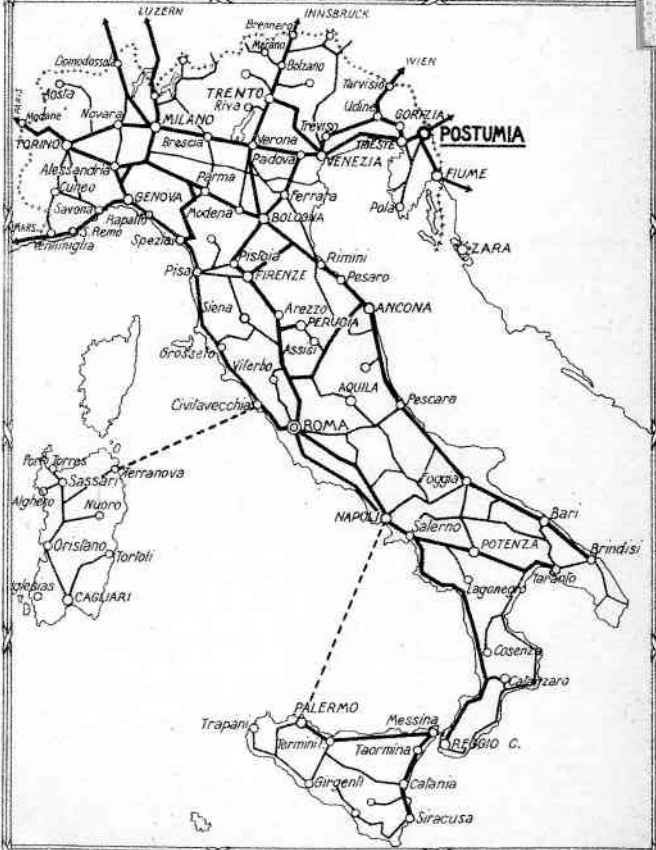 LUZERN
INNSBRUCK
Brennero
Merano
Bolzano
WIEN
Domodossola
Tarvisio
Aosta
TRENTO
Riva
Udine
GORIZIA
PARIS
Modane
Novara
MILANO
Treviso
POSTUMIA
TORINO
Brescia
Verona
Padova
VENEZIA
TRIESTE
Alessandria
FIUME
Cuneo
Parma
Savona
GENOVA
Rapallo
Modena
Ferrara
Pola
MARS.
S. Remo
BOLOGNA
Ventimiglia
Spezia
ZARA
Pistoia
Rimini
Pisa
FIRENZE
Pesaro
Siena
Arezzo
ANCONA
PERUGIA
Grosseto
Assisi
Viterbo
AQUILA
Civitavecchia
Pescara
ROMA
Porto Torres
Terranova
Sassari
Foggia
Alghero
Nuoro
NAPOLI
Bari
Salerno
Oristano
Tortoli
POTENZA
Brindisi
Iglesias
Lagonegro
Taranto
CAGLIARI
Cosenza
Catanzaro
PALERMO
Trapani
Messina
Termini
Taormina
REGGIO C.
Girgenti
Catania
Siracusa